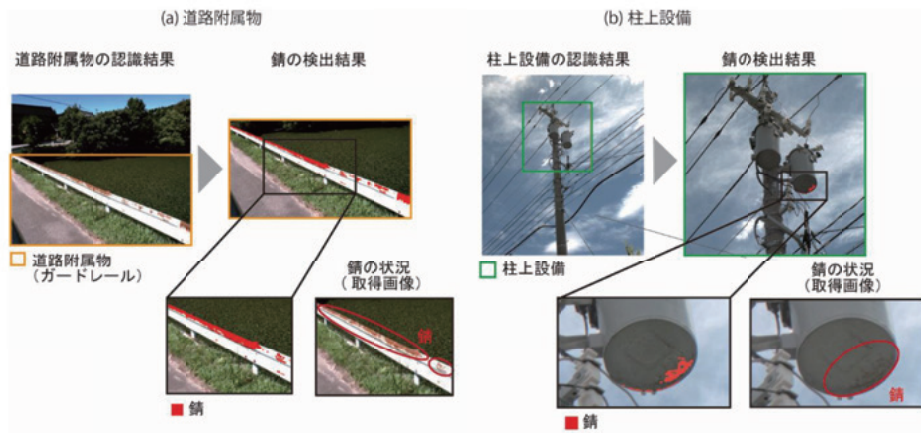 (a) 道路附属物
道路附属物の認識結果
錆の検出結果
道路附属物
(ガードレール)
錆の状況
(取得画像)
錆
錆
(b) 柱上設備
柱上設備の認識結果
錆の検出結果
柱上設備
錆の状況
(取得画像)
錆
錆